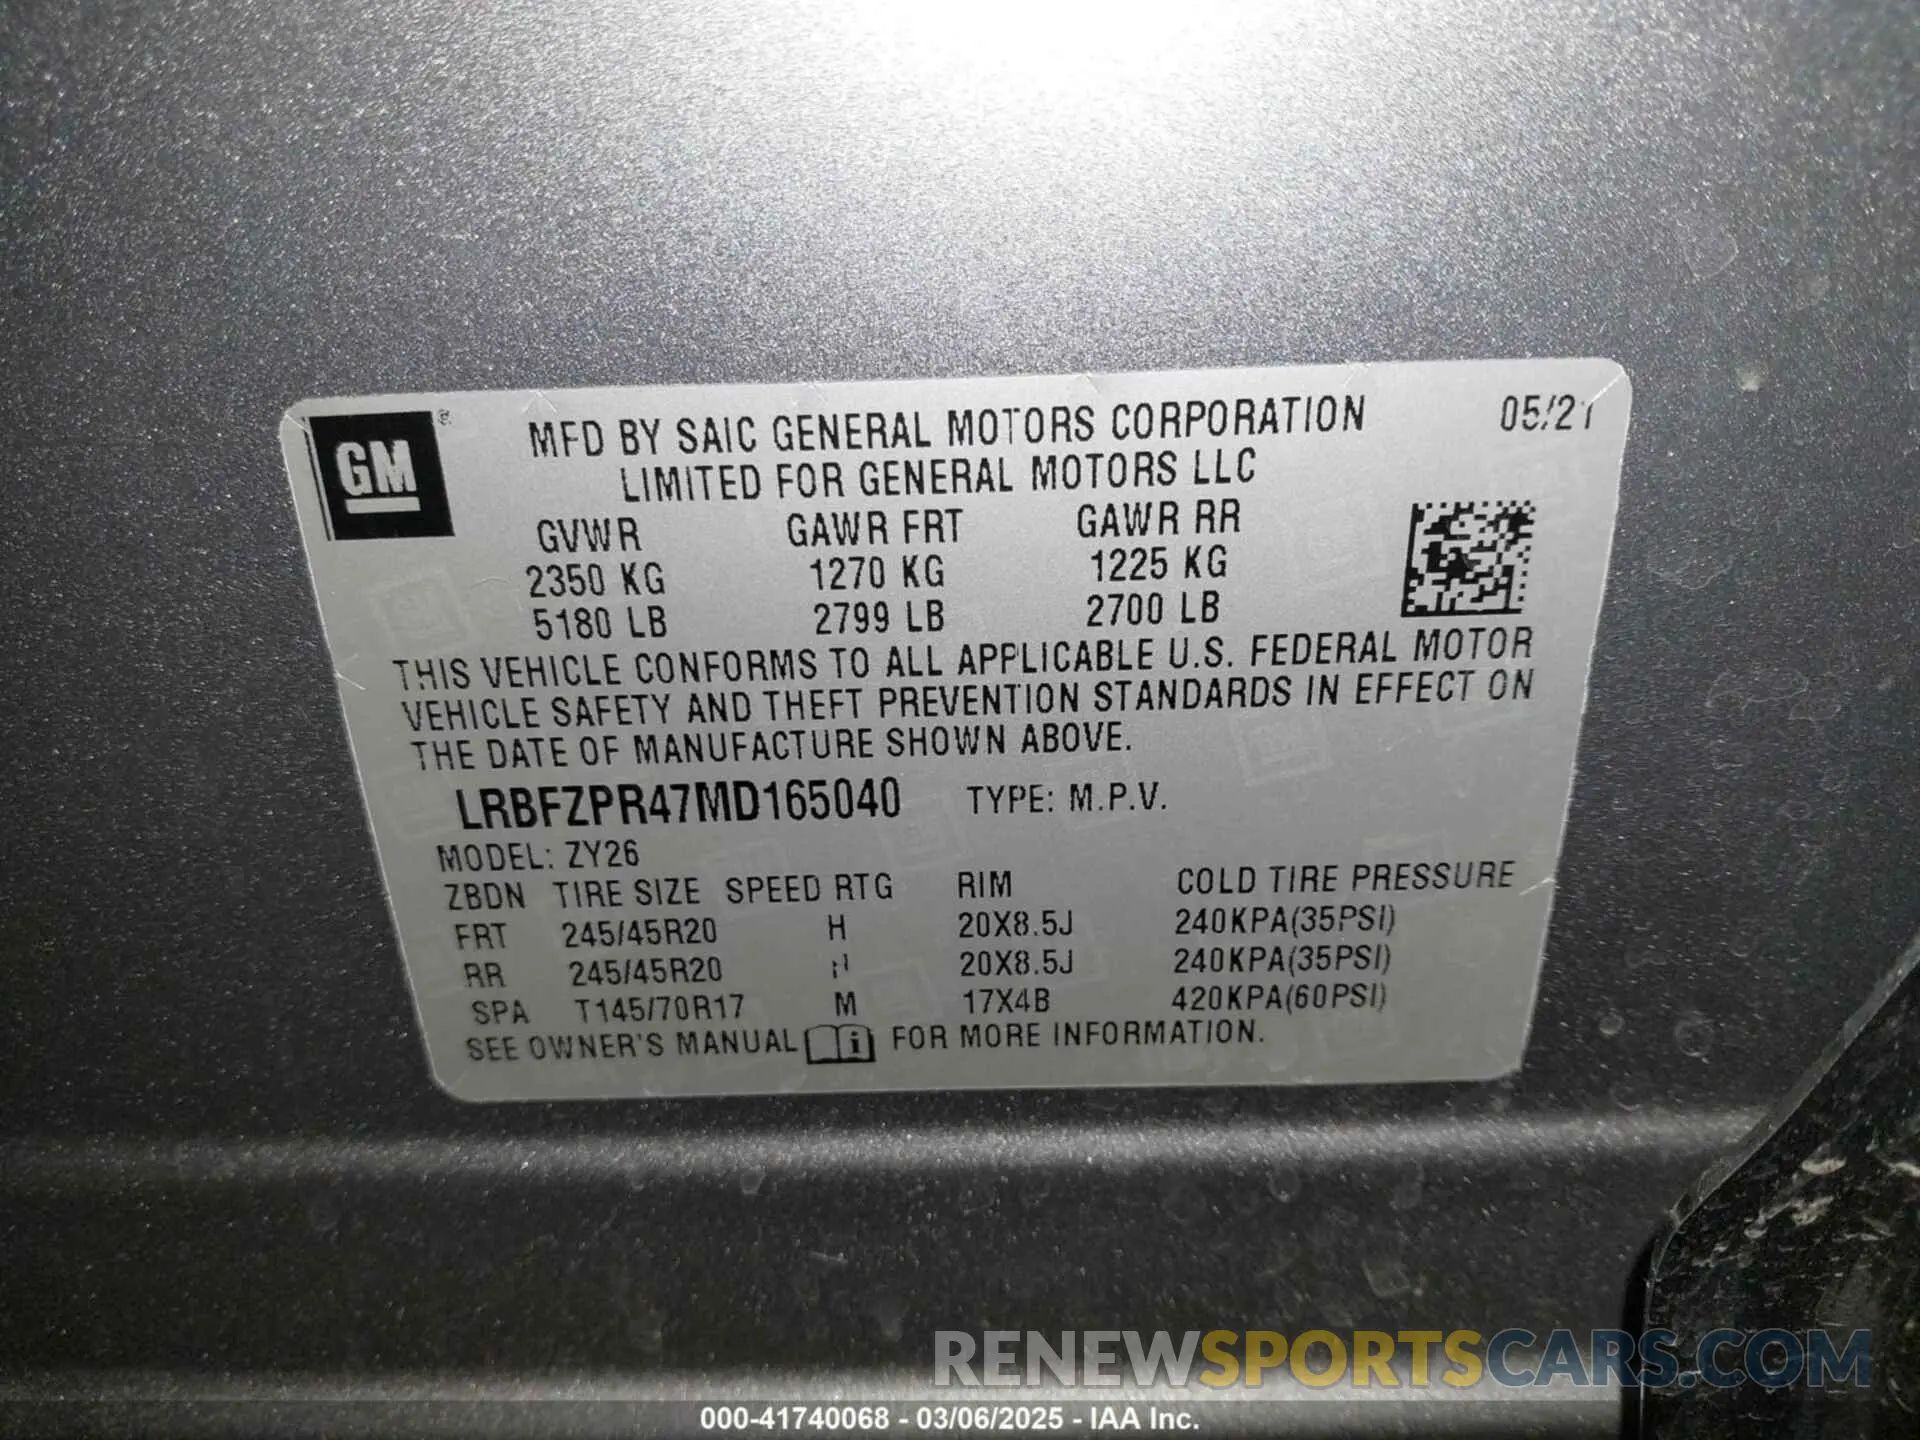 GM ®
MFD BY SAIC GENERAL MOTORS CORPORATION 05/21
LIMITED FOR GENERAL MOTORS LLC
GVWR GAWR FRT GAWR RR
2350 KG 1270 KG 1225 KG
5180 LB 2799 LB 2700 LB
THIS VEHICLE CONFORMS TO ALL APPLICABLE U.S. FEDERAL MOTOR
VEHICLE SAFETY AND THEFT PREVENTION STANDARDS IN EFFECT ON
THE DATE OF MANUFACTURE SHOWN ABOVE.
LRBFZPR47MD165040 TYPE: M.P.V.
MODEL: ZY26
ZBDN TIRE SIZE SPEED RTG RIM COLD TIRE PRESSURE
FRT 245/45R20 H 20X8.5J 240KPA(35PSI)
RR 245/45R20 H 20X8.5J 240KPA(35PSI)
SPA T145/70R17 M 17X4B 420KPA(60PSI)
SEE OWNER'S MANUAL i FOR MORE INFORMATION.
RENEWSPORTSCARS.COM
000-41740068 - 03/06/2025 - IAA Inc.